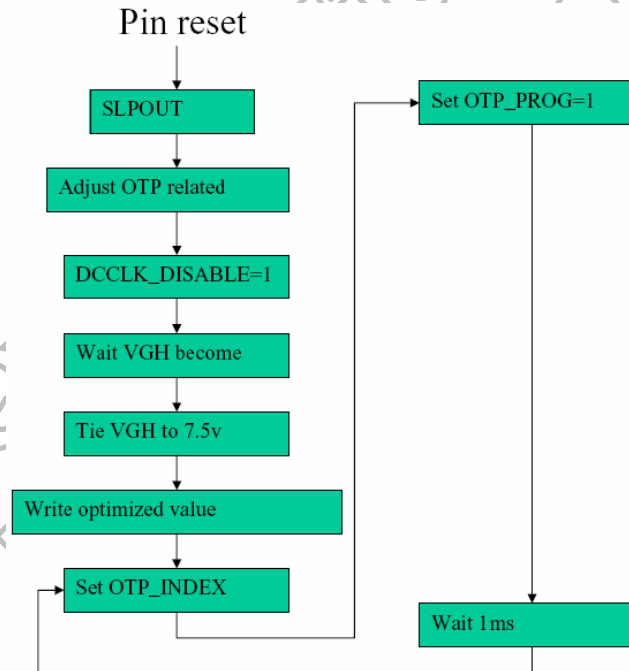 Pin reset
SLPOUT
Adjust OTP related
DCCLK_DISABLE=1
Wait VGH become
Tie VGH to 7.5v
Write optimized value
Set OTP_INDEX
Set OTP_PROG=1
Wait 1ms